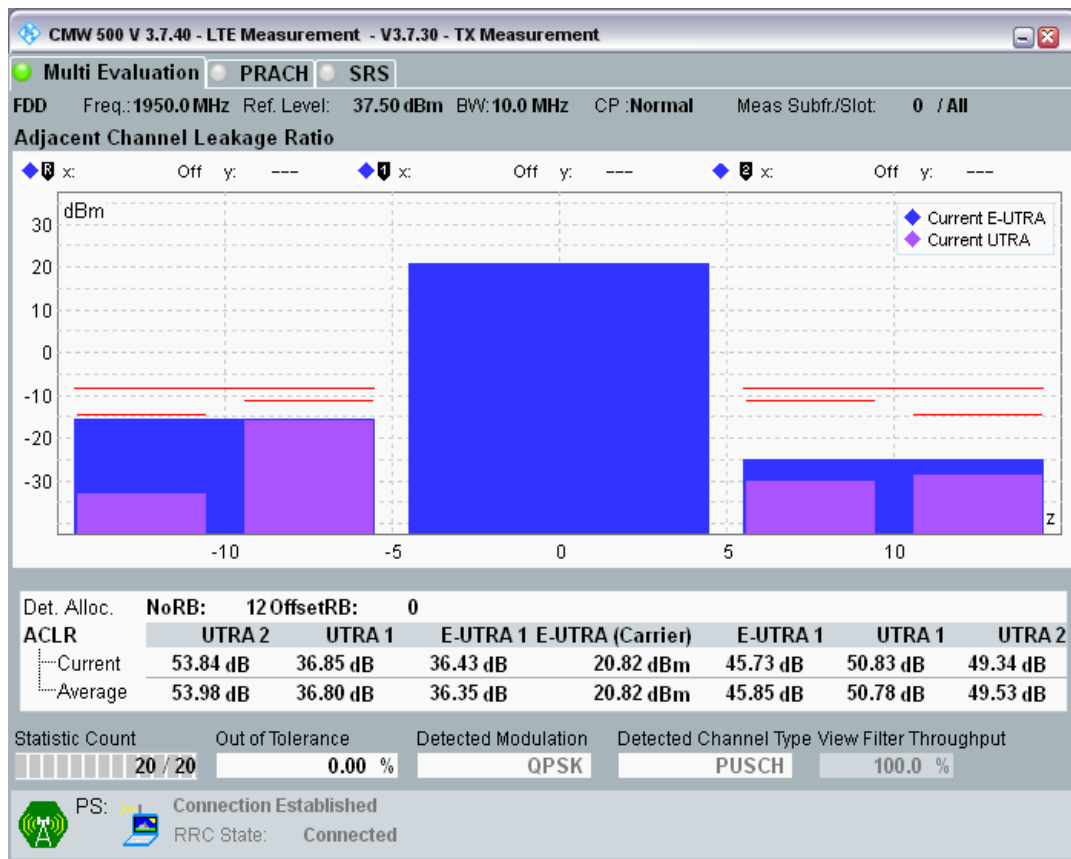 CMW 500 V 3.7.40 - LTE Measurement - V3.7.30 - TX Measurement
Multi Evaluation PRACH SRS
FDD Freq.: 1950.0 MHz Ref. Level: 37.50 dBm BW: 10.0 MHz CP :Normal Meas Subfr./Slot: 0 / All
Adjacent Channel Leakage Ratio
R x: Off y: --- 1 x: Off y: --- 2 x: Off y: ---
dBm
Current E-UTRA
Current UTRA
30
20
10
0
-10
-20
-30
z
-10 -5 0 5 10
Det. Alloc. NoRB: 12 OffsetRB: 0
ACLR UTRA 2 UTRA 1 E-UTRA 1 E-UTRA (Carrier) E-UTRA 1 UTRA 1 UTRA 2
Current 53.84 dB 36.85 dB 36.43 dB 20.82 dBm 45.73 dB 50.83 dB 49.34 dB
Average 53.98 dB 36.80 dB 36.35 dB 20.82 dBm 45.85 dB 50.78 dB 49.53 dB
Statistic Count Out of Tolerance Detected Modulation Detected Channel Type View Filter Throughput
20 / 20 0.00 % QPSK PUSCH 100.0 %
PS: Connection Established
RRC State: Connected